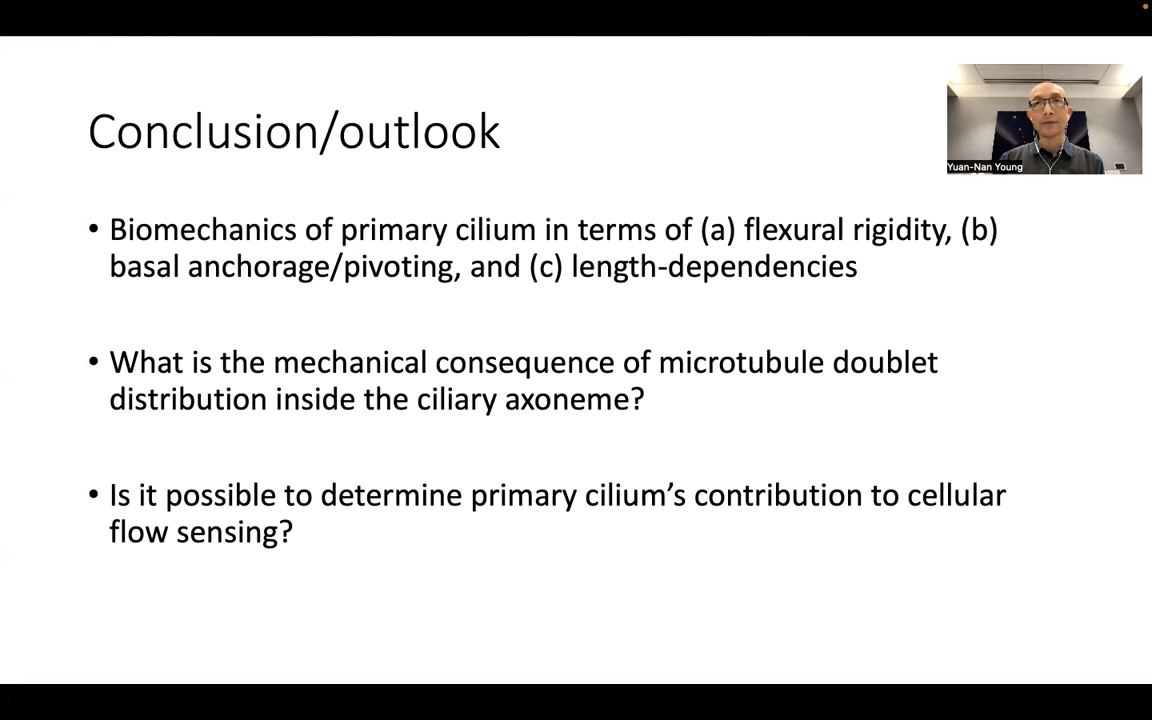 Conclusion/outlook
Yuan-Nan Young
• Biomechanics of primary cilium in terms of (a) flexural rigidity, (b)
basal anchorage/pivoting, and (c) length-dependencies
• What is the mechanical consequence of microtubule doublet
distribution inside the ciliary axoneme?
• Is it possible to determine primary cilium’s contribution to cellular
flow sensing?